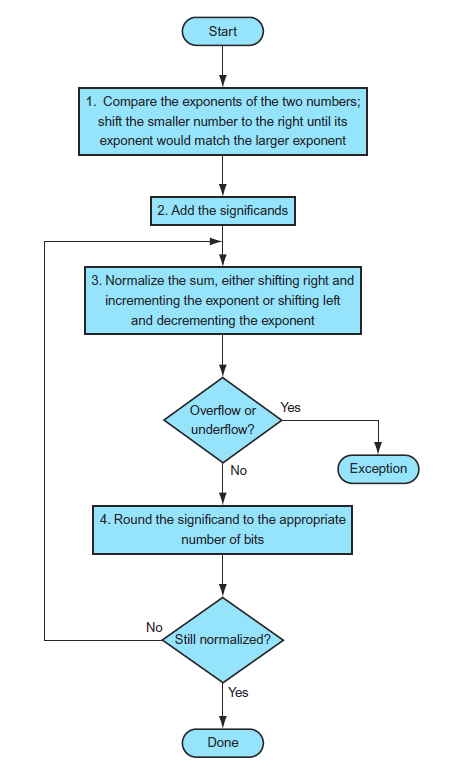 Start
1. Compare the exponents of the two numbers;
shift the smaller number to the right until its
exponent would match the larger exponent
2. Add the significands
3. Normalize the sum, either shifting right and
incrementing the exponent or shifting left
and decrementing the exponent
Overflow or
underflow?
Yes
Exception
No
4. Round the significand to the appropriate
number of bits
Still normalized?
No
Yes
Done